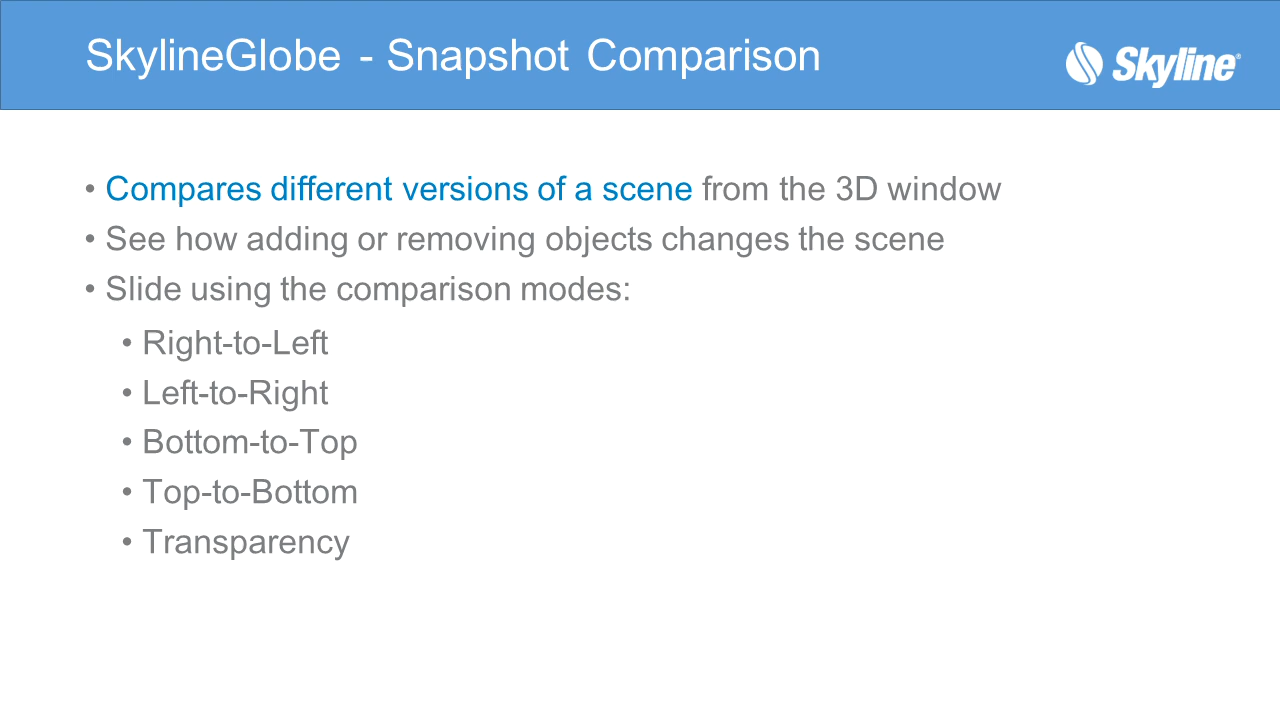 SkylineGlobe - Snapshot Comparison
Skyline®
• Compares different versions of a scene from the 3D window
• See how adding or removing objects changes the scene
• Slide using the comparison modes:
• Right-to-Left
• Left-to-Right
• Bottom-to-Top
• Top-to-Bottom
• Transparency